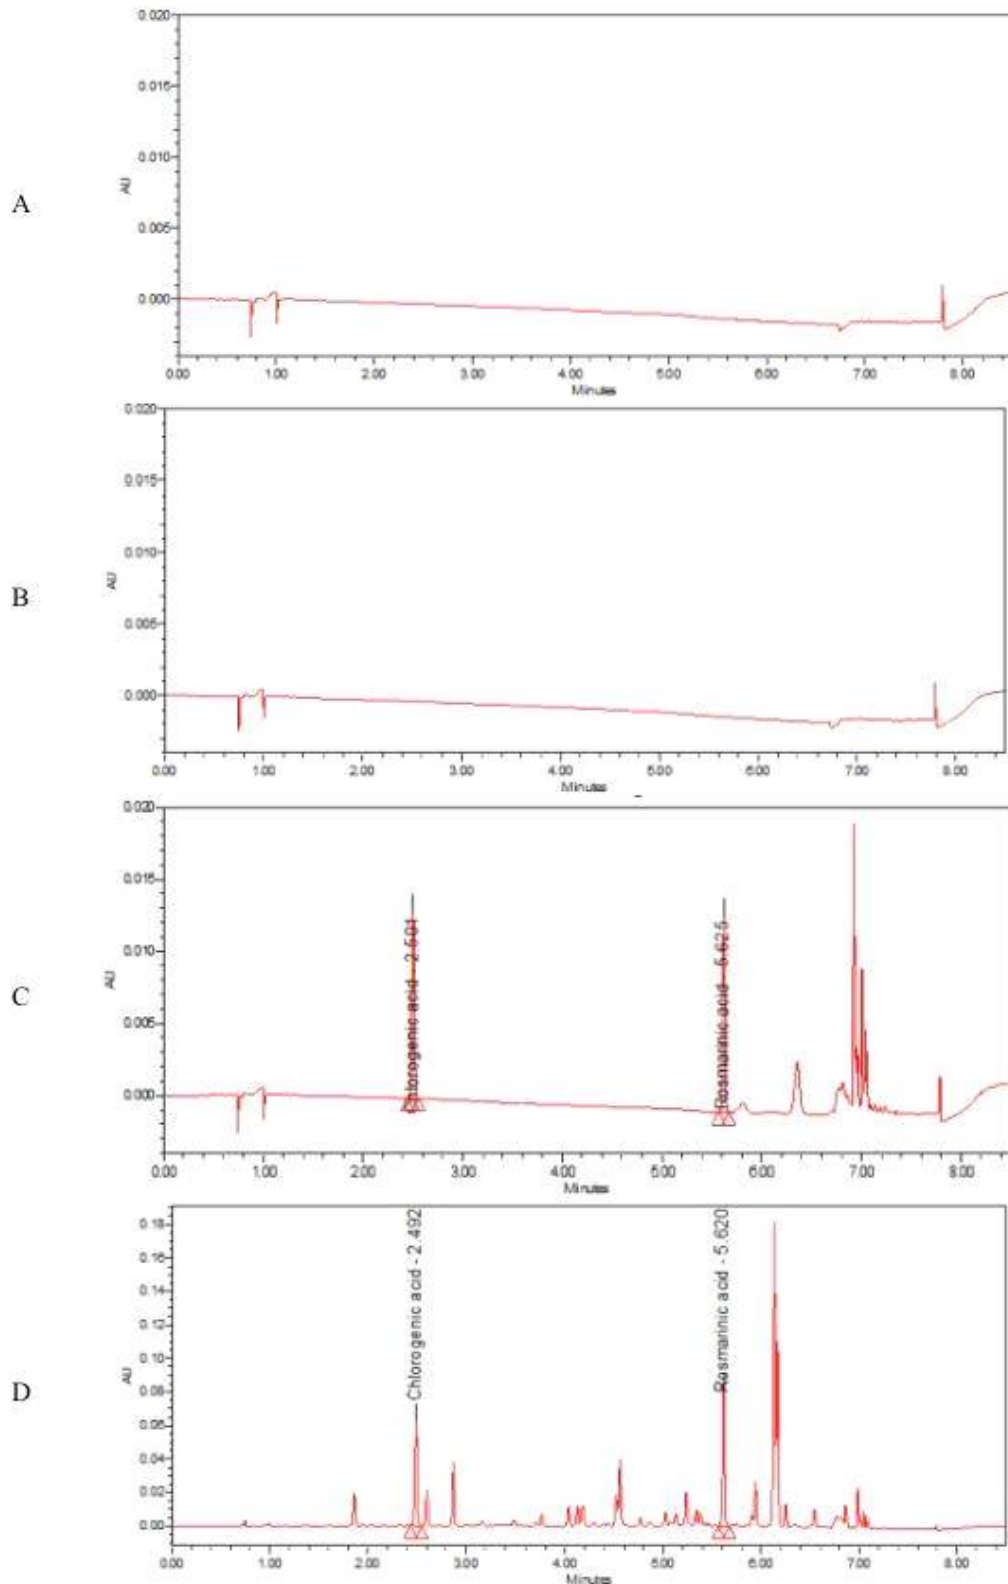 A
AU
0.020
0.015
0.010
0.005
0.000
0.00 1.00 2.00 3.00 4.00 5.00 6.00 7.00 8.00
Minutes
B
AU
0.020
0.015
0.010
0.005
0.000
0.00 1.00 2.00 3.00 4.00 5.00 6.00 7.00 8.00
Minutes
C
AU
0.020
0.015
0.010
0.005
0.000
Chlorogenic acid - 2.501
Rosmarinic acid - 5.625
0.00 1.00 2.00 3.00 4.00 5.00 6.00 7.00 8.00
Minutes
D
AU
0.18
0.16
0.14
0.12
0.10
0.08
0.06
0.04
0.02
0.00
Chlorogenic acid - 2.492
Rosmarinic acid - 5.620
0.00 1.00 2.00 3.00 4.00 5.00 6.00 7.00 8.00
Minutes